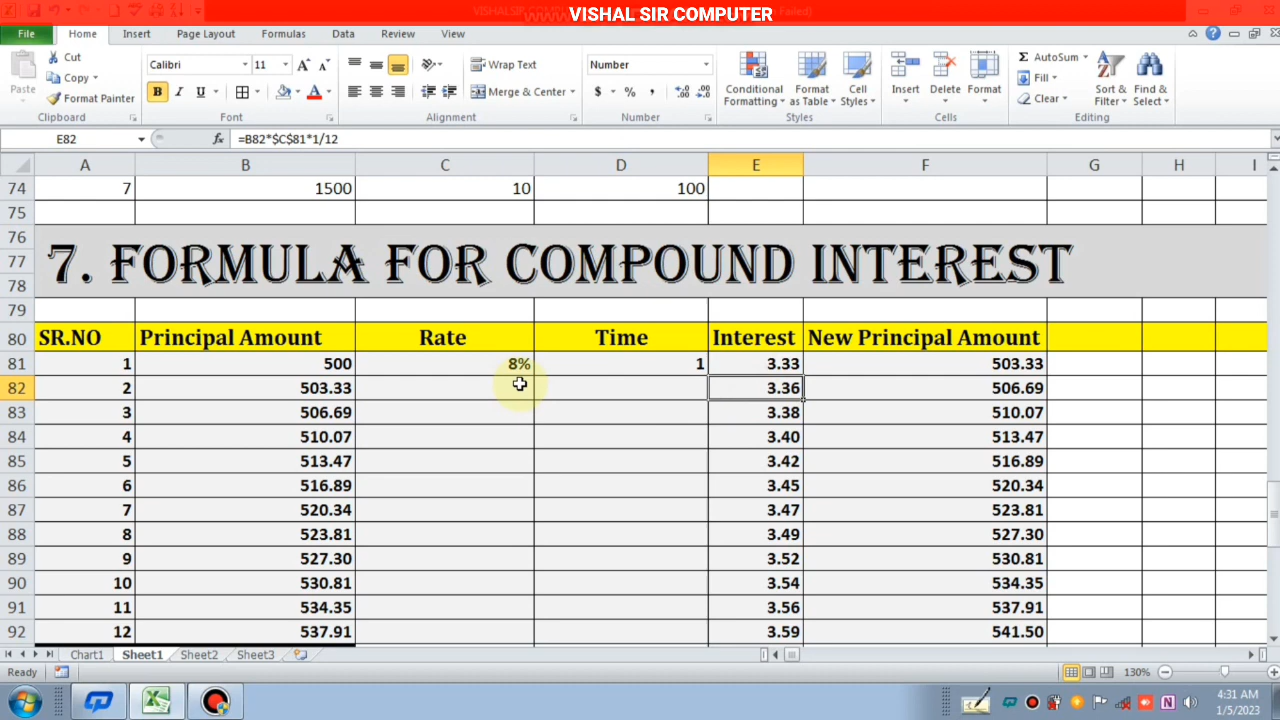 VISHAL SIR COMPUTER
File Home Insert Page Layout Formulas Data Review View
Cut
Copy
Format Painter
Paste
Clipboard
Calibri 11
B I U A
Font
Wrap Text
Merge & Center
Alignment
Number
$ % ,
Number
Conditional Formatting
Format as Table
Cell Styles
Styles
Insert Delete Format
Cells
AutoSum
Fill
Clear
Sort & Filter
Find & Select
Editing
E82 fx =B82*$C$81*1/12
A B C D E F G H I
74 7 1500 10 100
75
76
77 7. FORMULA FOR COMPOUND INTEREST
78
79
80 SR.NO Principal Amount Rate Time Interest New Principal Amount
81 1 500 8% 1 3.33 503.33
82 2 503.33 3.36 506.69
83 3 506.69 3.38 510.07
84 4 510.07 3.40 513.47
85 5 513.47 3.42 516.89
86 6 516.89 3.45 520.34
87 7 520.34 3.47 523.81
88 8 523.81 3.49 527.30
89 9 527.30 3.52 530.81
90 10 530.81 3.54 534.35
91 11 534.35 3.56 537.91
92 12 537.91 3.59 541.50
Chart1 Sheet1 Sheet2 Sheet3
Ready 130%
4:31 AM
1/5/2023